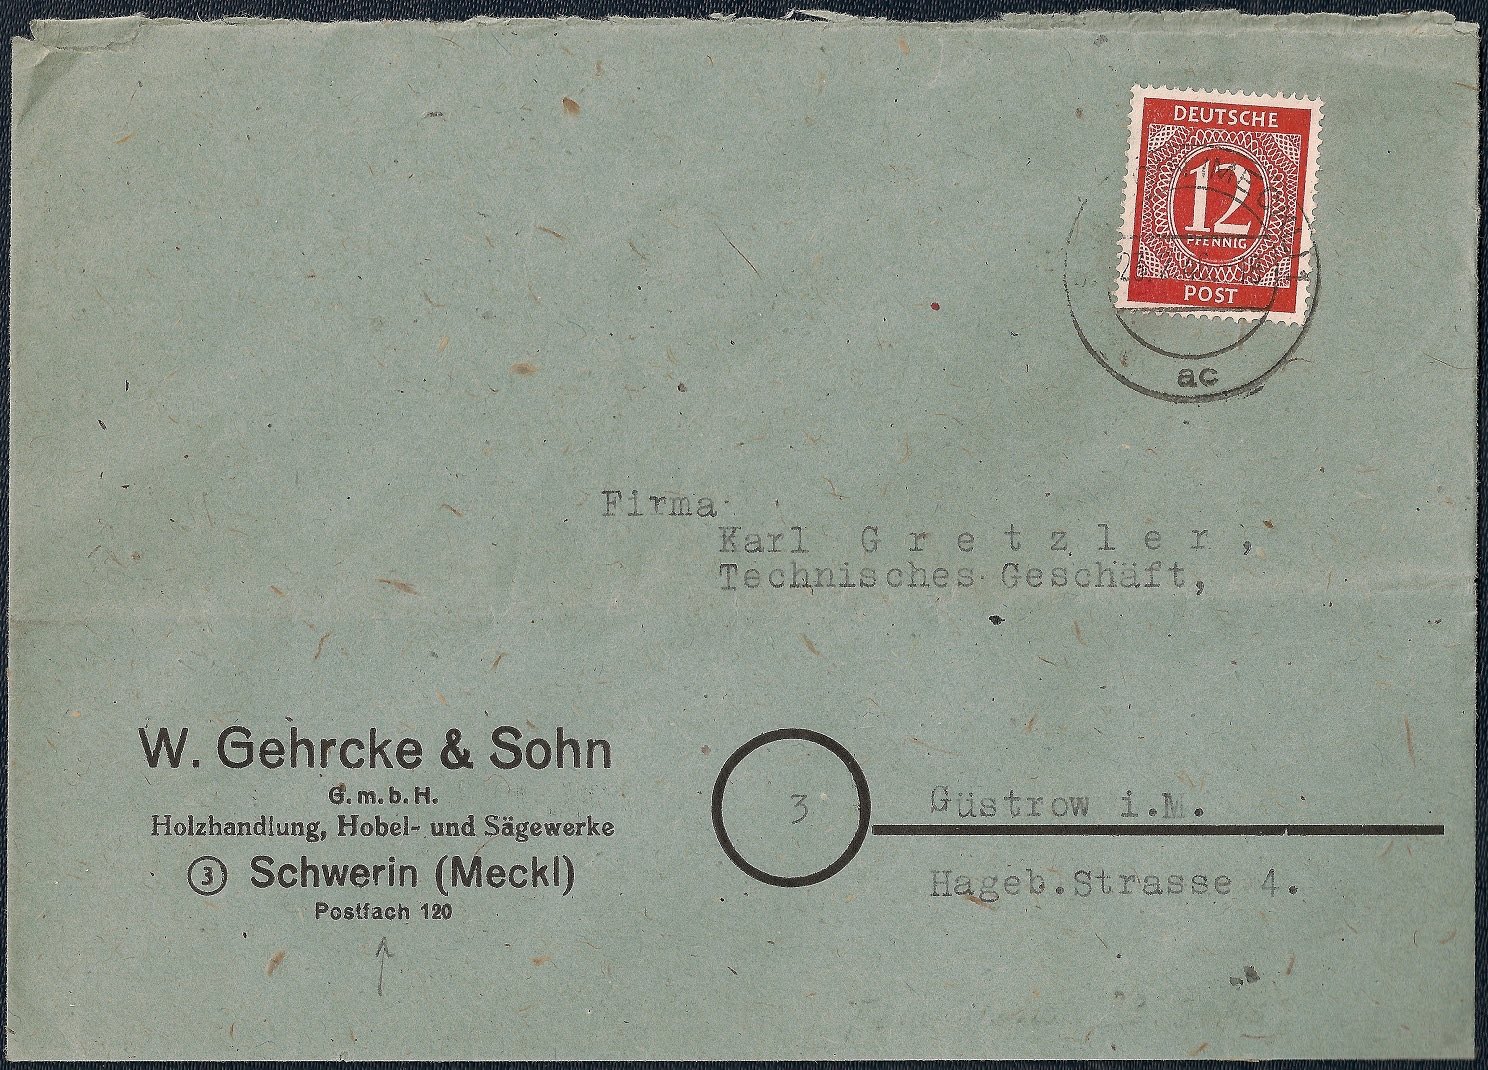 DEUTSCHE
12
PFENNIG
POST
ac
Firma
Karl G r e t z l e r ,
Technisches Geschäft,
W. Gehrcke & Sohn
G. m. b. H.
Holzhandlung, Hobel- und Sägewerke
3 Schwerin (Meckl)
Postfach 120
3
Güstrow i.M.
Hageb.Strasse 4.